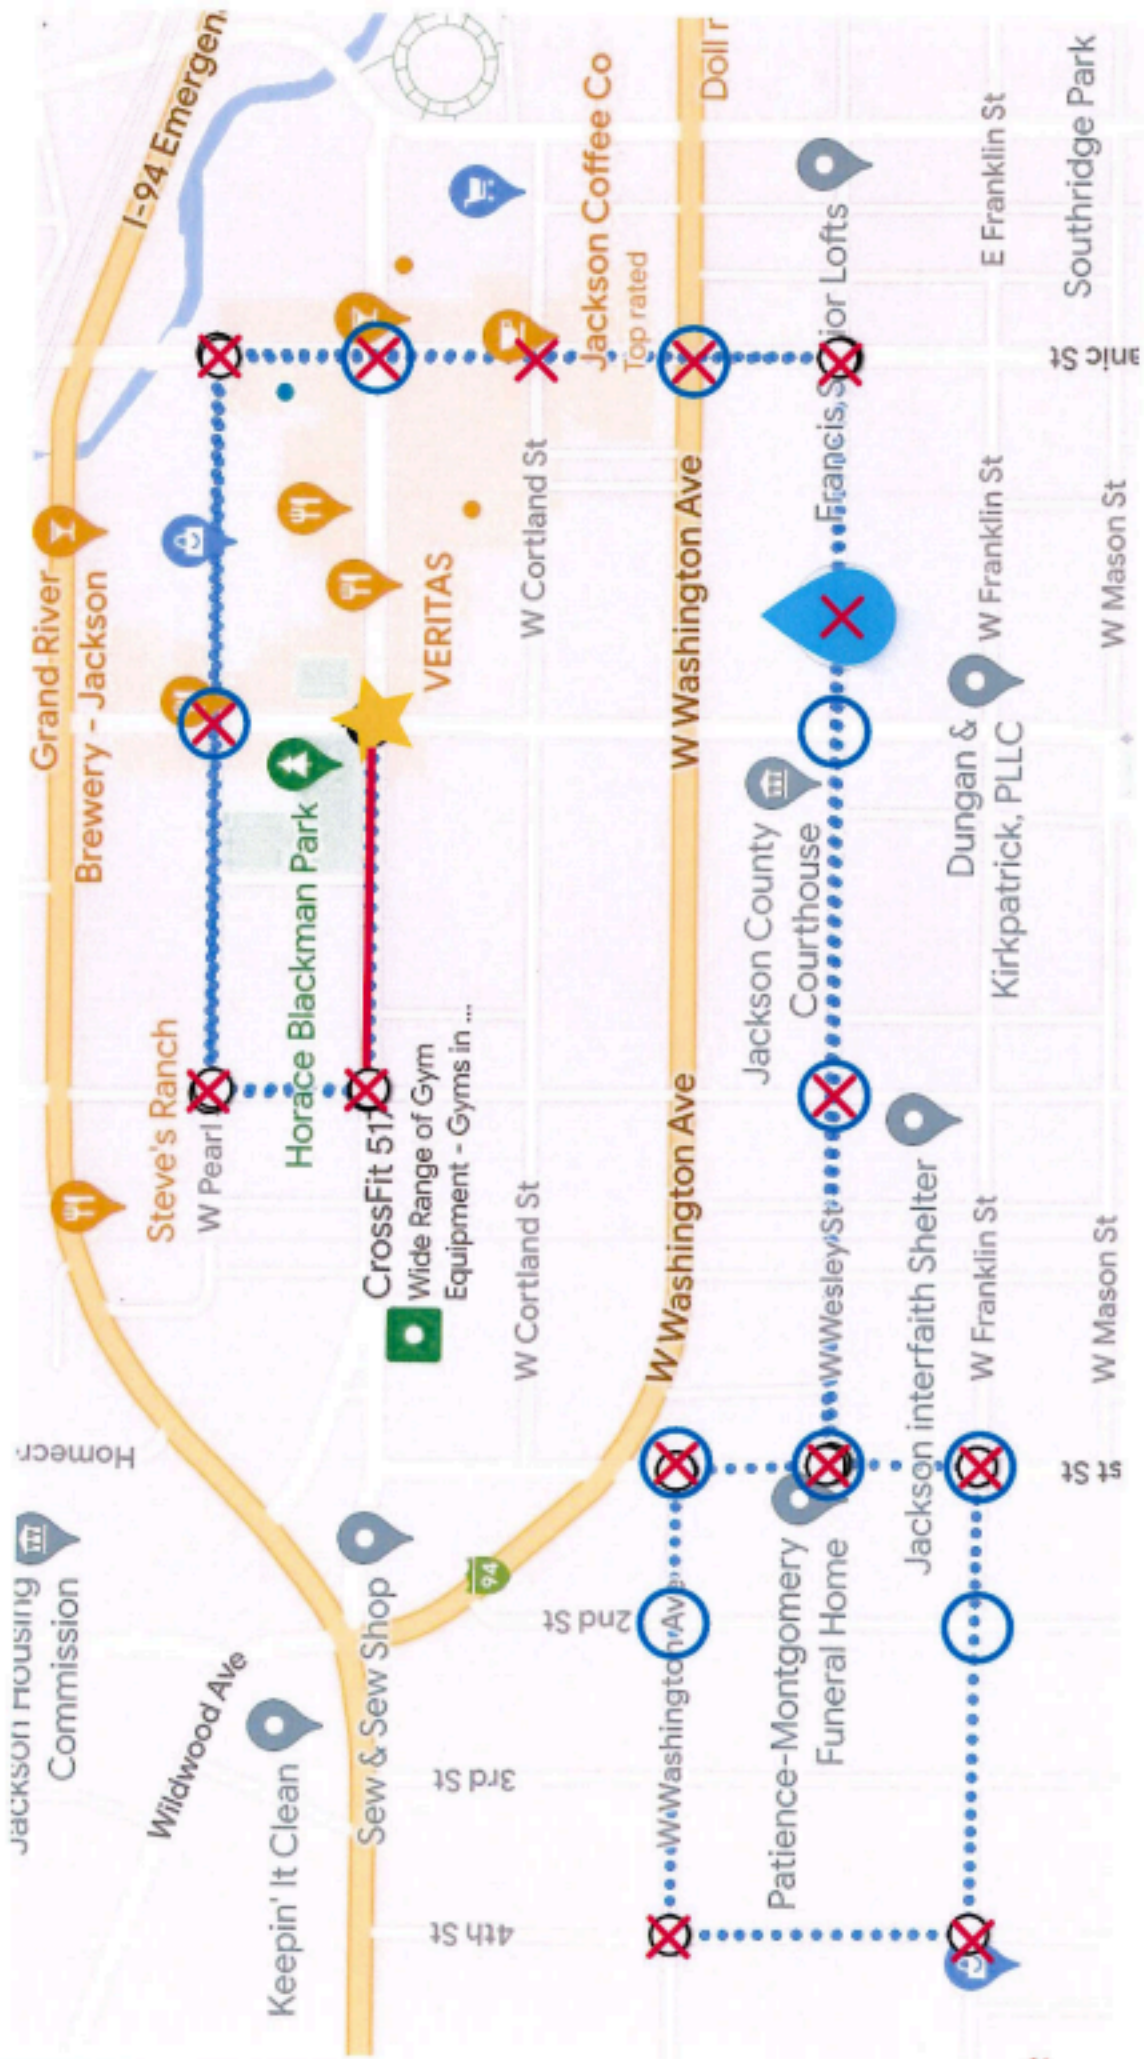 I-94 Emergen
Doll r
Jackson Coffee Co
Top rated
E Franklin St
Southridge Park
Francis Senior Lofts
nic St
Grand River
Brewery - Jackson
VERITAS
W Cortland St
W Washington Ave
W Franklin St
W Mason St
Horace Blackman Park
Jackson County
Courthouse
Dungan &
Kirkpatrick, PLLC
Steve's Ranch
W Pearl
CrossFit 517
Wide Range of Gym
Equipment - Gyms in ...
W Cortland St
W Washington Ave
W Wesley St
Jackson interfaith Shelter
W Franklin St
W Mason St
Homecr
st St
Jackson Housing
Commission
Wildwood Ave
Keepin' It Clean
Sew & Sew Shop
94
2nd St
3rd St
4th St
W Washington Ave
Patience-Montgomery
Funeral Home